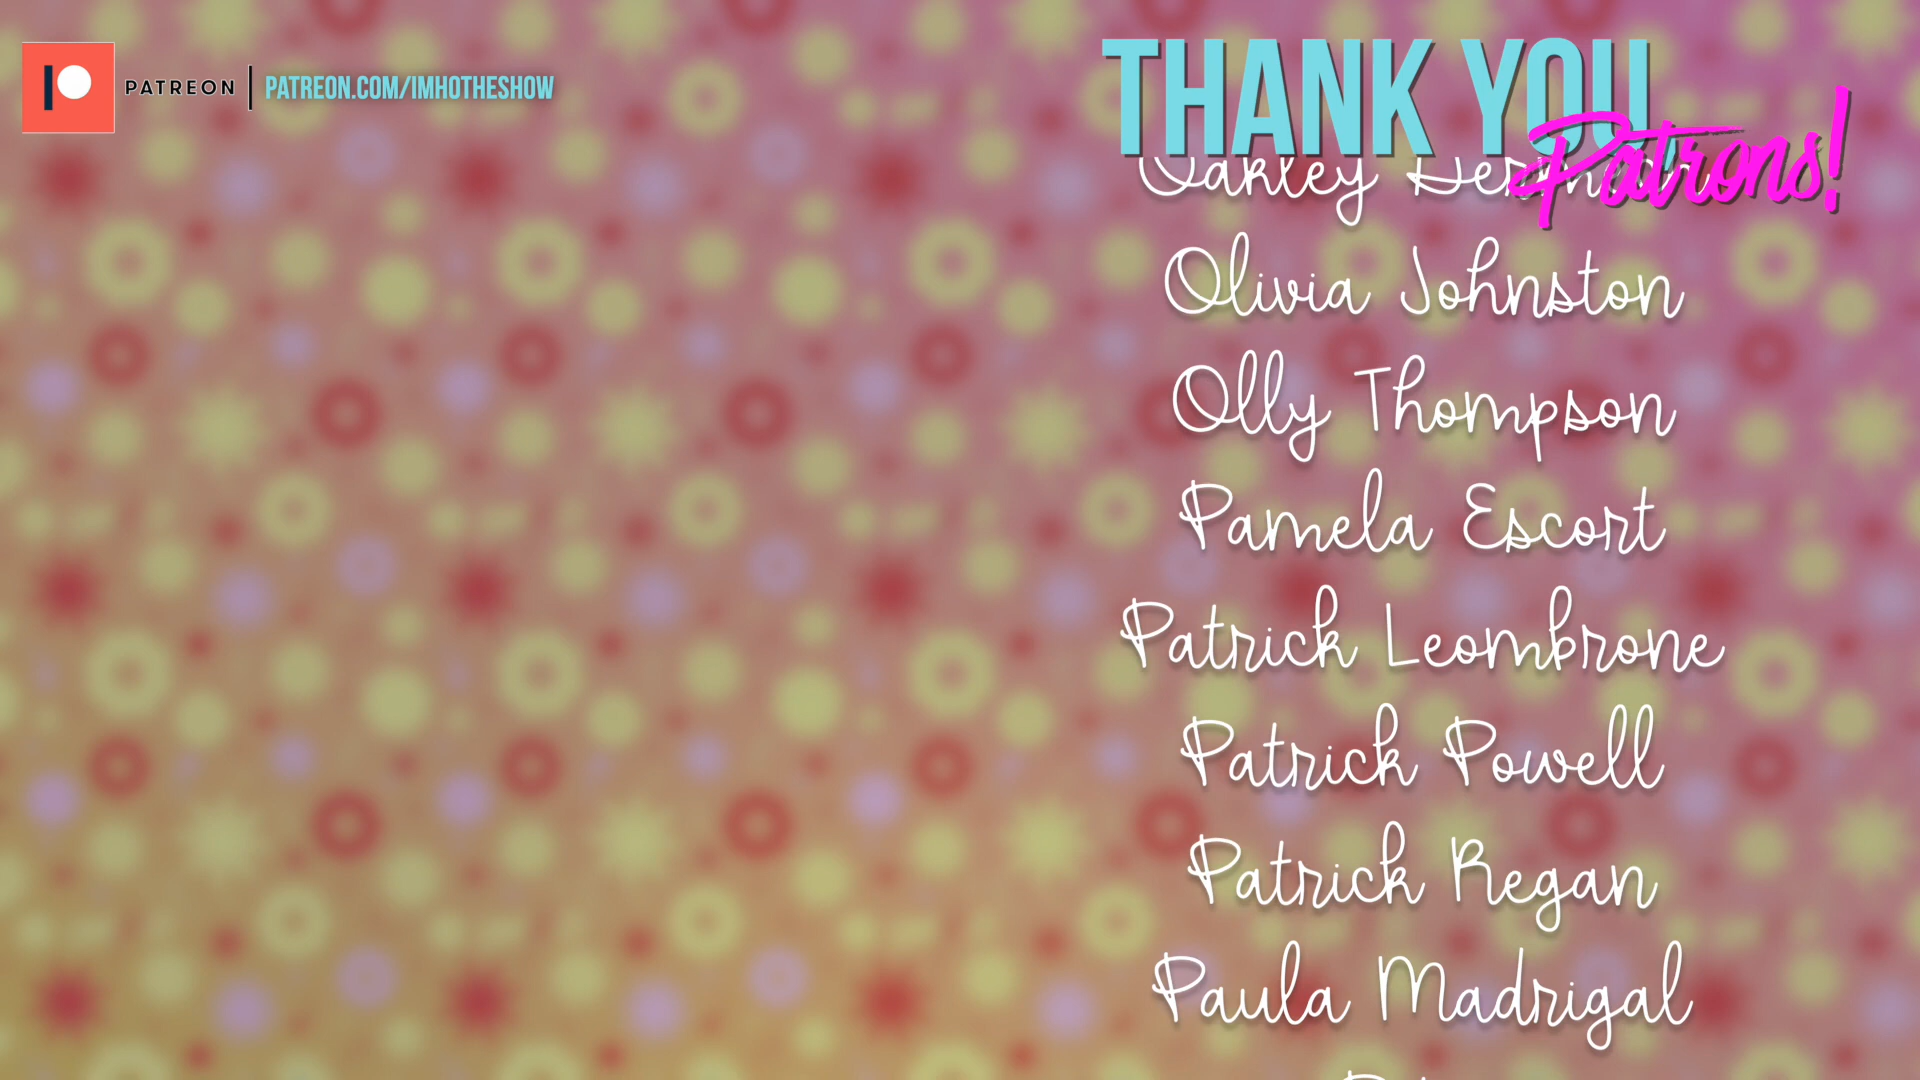 PATREON | PATREON.COM/IMHOTHESHOW
THANK YOU,
Patrons!
Oakley
Olivia Johnston
Olly Thompson
Pamela Escort
Patrick Leombrone
Patrick Powell
Patrick Regan
Paula Madrigal